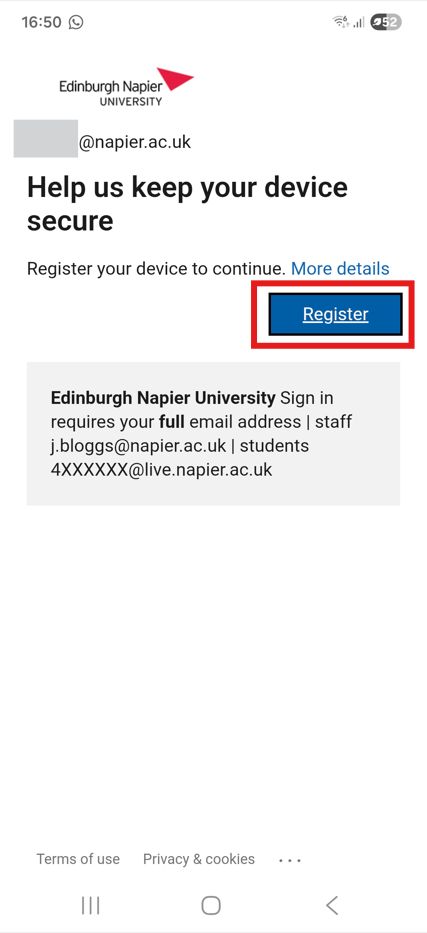 16:50
52
Edinburgh Napier
UNIVERSITY
@napier.ac.uk
Help us keep your device
secure
Register your device to continue. More details
Register
Edinburgh Napier University Sign in
requires your full email address | staff
j.bloggs@napier.ac.uk | students
4XXXXXX@live.napier.ac.uk
Terms of use Privacy & cookies ...